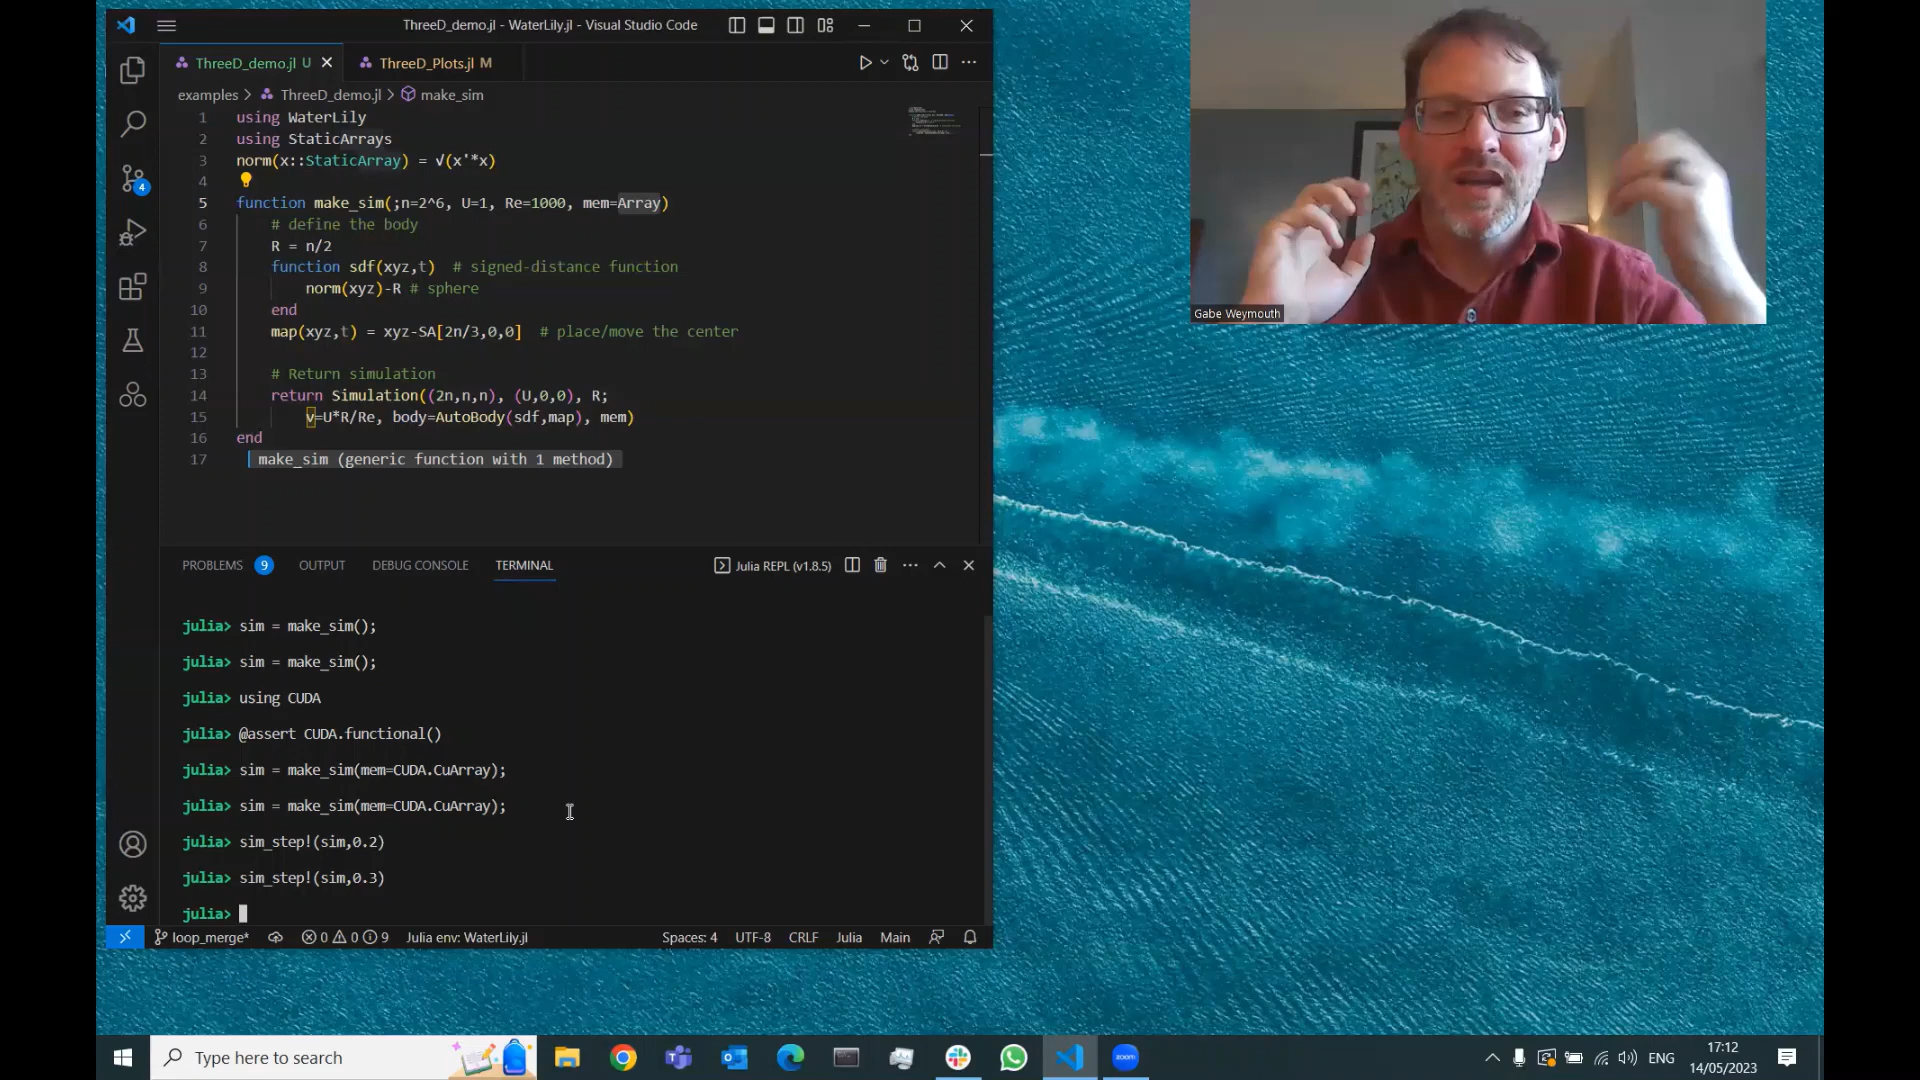 ThreeD_demo.jl - WaterLily.jl - Visual Studio Code
ThreeD_demo.jl U
ThreeD_Plots.jl M
examples > ThreeD_demo.jl > make_sim
1 using WaterLily
2 using StaticArrays
3 norm(x::StaticArray) = √(x'*x)
4
5 function make_sim(;n=2^6, U=1, Re=1000, mem=Array)
6 # define the body
7 R = n/2
8 function sdf(xyz,t) # signed-distance function
9 norm(xyz)-R # sphere
10 end
11 map(xyz,t) = xyz-SA[2n/3,0,0] # place/move the center
12
13 # Return simulation
14 return Simulation((2n,n,n), (U,0,0), R;
15 ν=U*R/Re, body=AutoBody(sdf,map), mem)
16 end
17 make_sim (generic function with 1 method)
PROBLEMS 9 OUTPUT DEBUG CONSOLE TERMINAL Julia REPL (v1.8.5)
julia> sim = make_sim();
julia> sim = make_sim();
julia> using CUDA
julia> @assert CUDA.functional()
julia> sim = make_sim(mem=CUDA.CuArray);
julia> sim = make_sim(mem=CUDA.CuArray);
julia> sim_step!(sim,0.2)
julia> sim_step!(sim,0.3)
julia>
4
loop_merge* 0 0 9 Julia env: WaterLily.jl Spaces: 4 UTF-8 CRLF Julia Main
Gabe Weymouth
Type here to search
zoom
ENG
17:12
14/05/2023